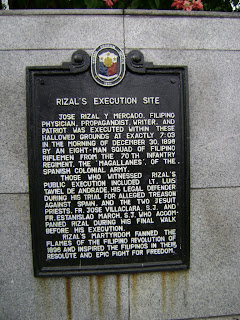 RIZAL'S EXECUTION SITE
JOSE RIZAL Y MERCADO, FILIPINO
PHYSICIAN, PROPAGANDIST, WRITER, AND
PATRIOT WAS EXECUTED WITHIN THESE
HALLOWED GROUNDS AT EXACTLY 7:03
IN THE MORNING OF DECEMBER 30, 1896
BY AN EIGHT-MAN SQUAD OF FILIPINO
RIFLEMEN FROM THE 70TH INFANTRY
REGIMENT, THE "MAGALLANES", OF THE
SPANISH COLONIAL ARMY.
THOSE WHO WITNESSED RIZAL'S
PUBLIC EXECUTION INCLUDED LT. LUIS
TAVIEL DE ANDRADE, HIS LEGAL DEFENDER
DURING HIS TRIAL FOR ALLEGED TREASON
AGAINST SPAIN, AND THE TWO JESUIT
PRIESTS, FR. JOSE VILLACLARA, S.J. AND
FR. ESTANISLAO MARCH, S.J. WHO ACCOM-
PANIED RIZAL DURING HIS FINAL WALK
BEFORE HIS EXECUTION.
RIZAL'S MARTYRDOM FANNED THE
FLAMES OF THE FILIPINO REVOLUTION OF
1896 AND INSPIRED THE FILIPINOS IN THEIR
RESOLUTE AND EPIC FIGHT FOR FREEDOM.